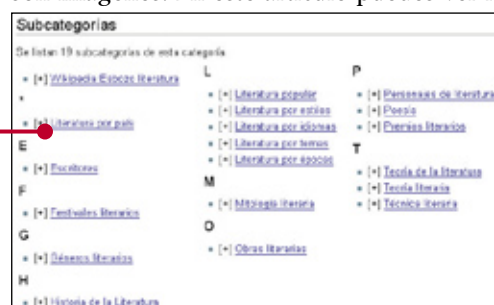 Subcategorías
Se listan 19 subcategorías de esta categoría.
[+] Wikipedia:Esbozo literatura
*
[+] Literatura por país
E
[+] Escritores
F
[+] Festivales literarios
G
[+] Géneros literarios
H
[+] Historia de la Literatura
L
[+] Literatura popular
[+] Literatura por estilos
[+] Literatura por idiomas
[+] Literatura por temas
[+] Literatura por épocas
M
[+] Mitología literaria
O
[+] Obras literarias
P
[+] Personajes de literatura
[+] Poesía
[+] Premios literarios
T
[+] Teoría de la literatura
[+] Teoría literaria
[+] Técnica literaria